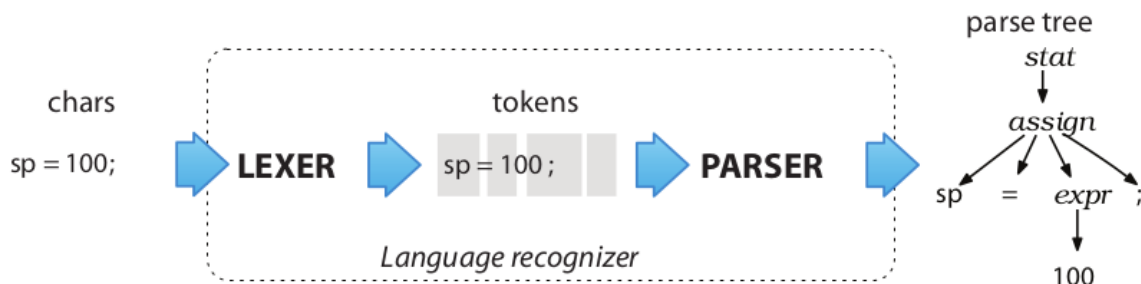 chars
sp = 100;
LEXER
tokens
sp = 100 ;
PARSER
Language recognizer
parse tree
stat
assign
sp = expr ;
100